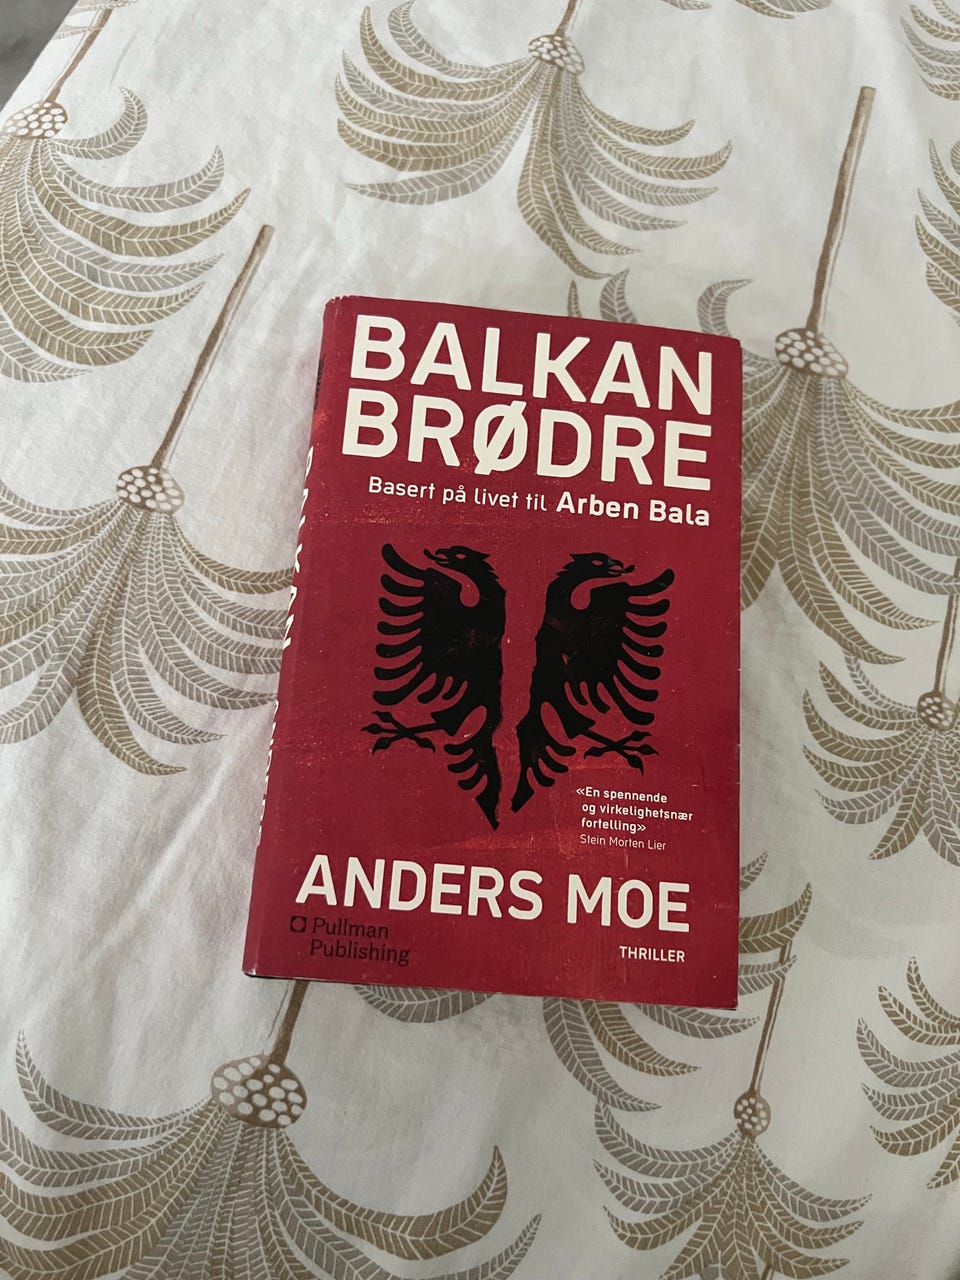 BALKAN
BRØDRE
Basert på livet til Arben Bala
«En spennende
og virkelighetsnær
fortelling»
Stein Morten Lier
ANDERS MOE
Pullman
Publishing
THRILLER